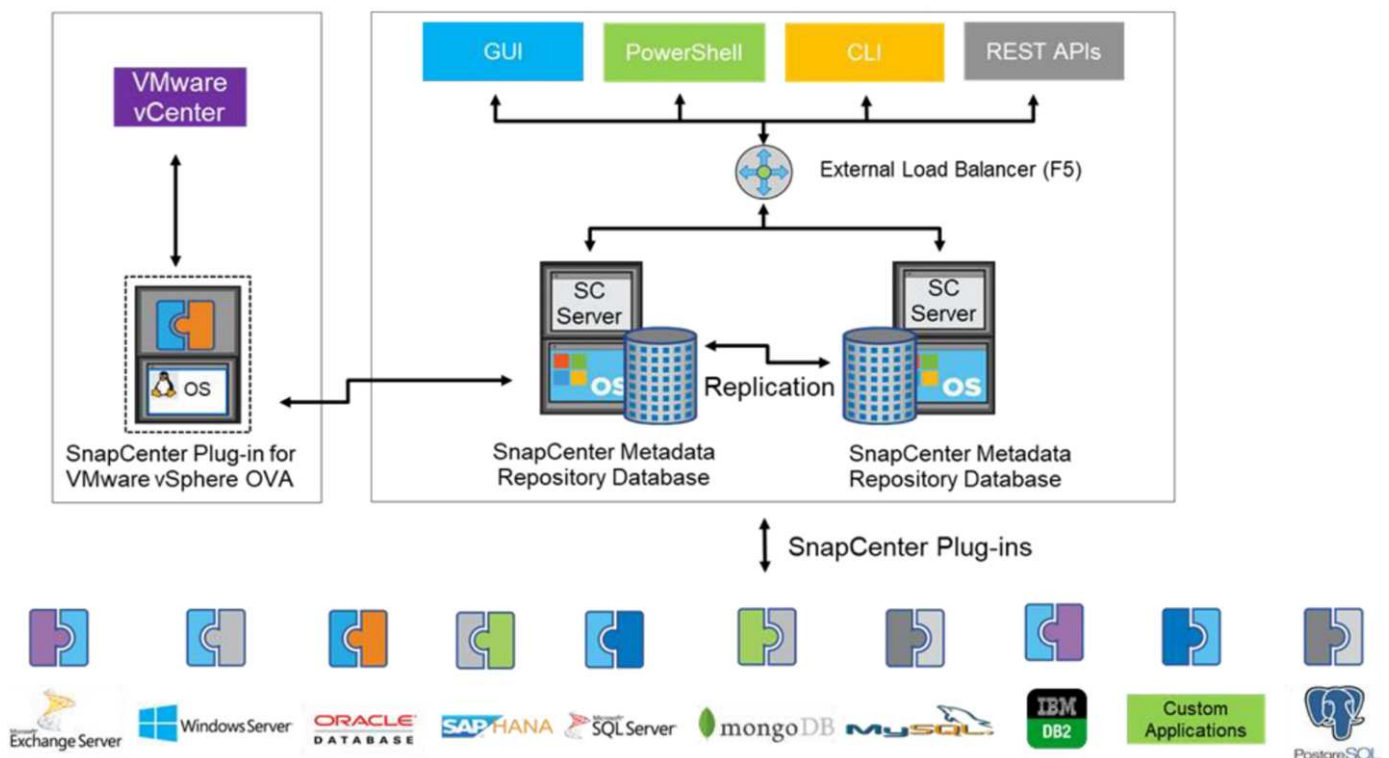 VMware
vCenter
GUI
PowerShell
CLI
REST APIs
External Load Balancer (F5)
SC
Server
SC
Server
OS
OS
OS
Replication
SnapCenter Plug-in for
VMware vSphere OVA
SnapCenter Metadata
Repository Database
SnapCenter Metadata
Repository Database
SnapCenter Plug-ins
Microsoft
Exchange Server
Windows Server
ORACLE
DATABASE
SAP HANA
Microsoft
SQL Server
mongoDB
MySQL
IBM
DB2
Custom
Applications
PostgreSQL